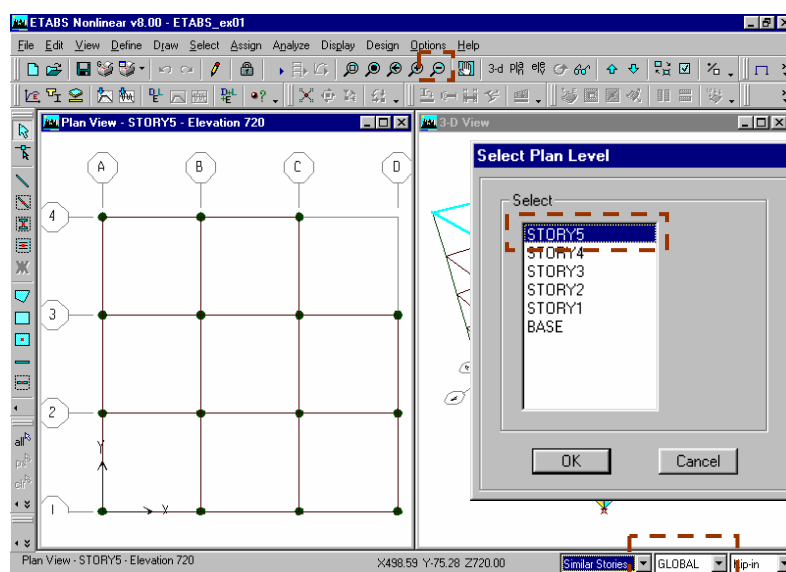 ETABS Nonlinear v8.00 - ETABS_ex01
File Edit View Define Draw Select Assign Analyze Display Design Options Help
3-d
Plan View - STORY5 - Elevation 720
3-D View
A B C D
4
3
2
1
Y
X
Select Plan Level
Select
STORY5
STORY4
STORY3
STORY2
STORY1
BASE
OK Cancel
all
Plan View - STORY5 - Elevation 720
X498.59 Y-75.28 Z720.00
Similar Stories
GLOBAL
Kip-in